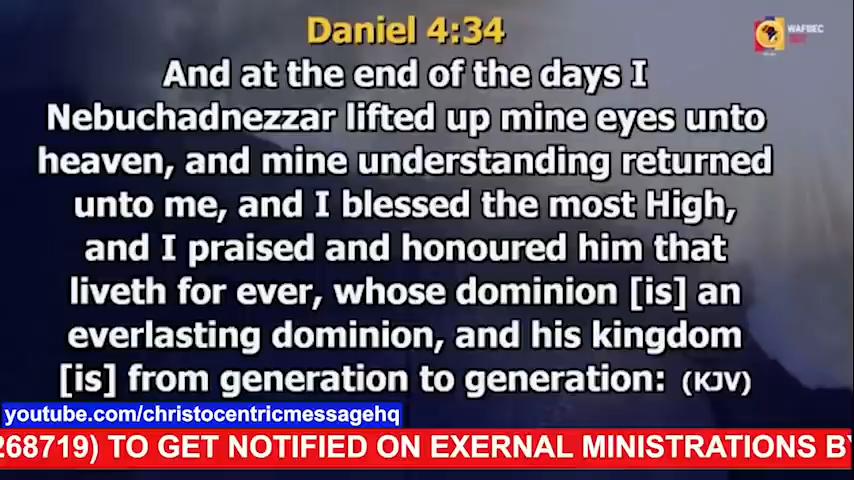 Daniel 4:34
WAFBEC
And at the end of the days I
Nebuchadnezzar lifted up mine eyes unto
heaven, and mine understanding returned
unto me, and I blessed the most High,
and I praised and honoured him that
liveth for ever, whose dominion [is] an
everlasting dominion, and his kingdom
[is] from generation to generation: (KJV)
youtube.com/christocentricmessagehq
268719) TO GET NOTIFIED ON EXERNAL MINISTRATIONS BY